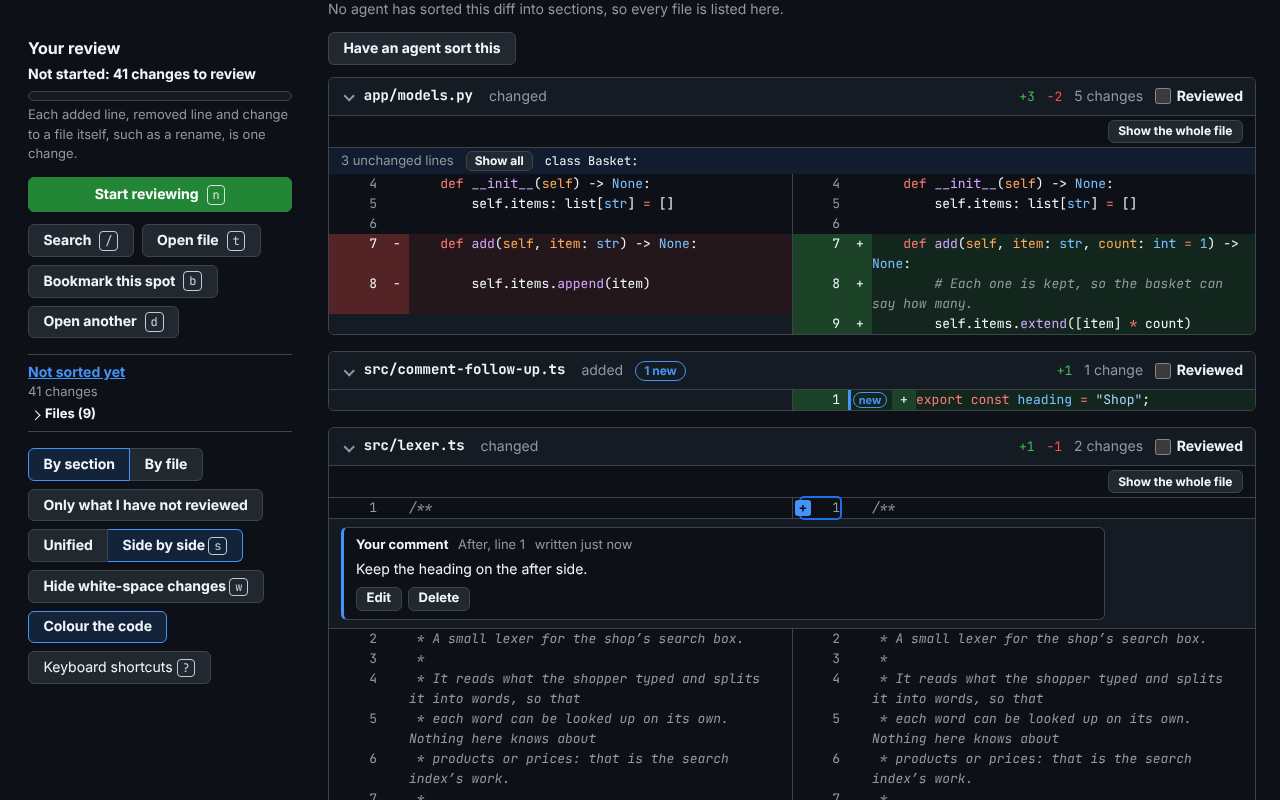 No agent has sorted this diff into sections, so every file is listed here.
Your review
Not started: 41 changes to review
Each added line, removed line and change
to a file itself, such as a rename, is one
change.
Start reviewing n
Search / Open file t
Bookmark this spot b
Open another d
Not sorted yet
41 changes
Files (9)
By section By file
Only what I have not reviewed
Unified Side by side s
Hide white-space changes w
Colour the code
Keyboard shortcuts ?
Have an agent sort this
app/models.py changed +3 -2 5 changes Reviewed
Show the whole file
3 unchanged lines Show all class Basket:
4 def __init__(self) -> None: 4 def __init__(self) -> None:
5 self.items: list[str] = [] 5 self.items: list[str] = []
6 6
7 - def add(self, item: str) -> None: 7 + def add(self, item: str, count: int = 1) ->
None:
8 - self.items.append(item) 8 + # Each one is kept, so the basket can
say how many.
9 + self.items.extend([item] * count)
src/comment-follow-up.ts added 1 new +1 1 change Reviewed
1 new + export const heading = "Shop";
src/lexer.ts changed +1 -1 2 changes Reviewed
Show the whole file
1 /** + 1 /**
Your comment After, line 1 written just now
Keep the heading on the after side.
Edit Delete
2 * A small lexer for the shop’s search box. 2 * A small lexer for the shop’s search box.
3 * 3 *
4 * It reads what the shopper typed and splits 4 * It reads what the shopper typed and splits
it into words, so that it into words, so that
5 * each word can be looked up on its own. 5 * each word can be looked up on its own.
Nothing here knows about Nothing here knows about
6 * products or prices: that is the search 6 * products or prices: that is the search
index’s work. index’s work.
7 * 7 *